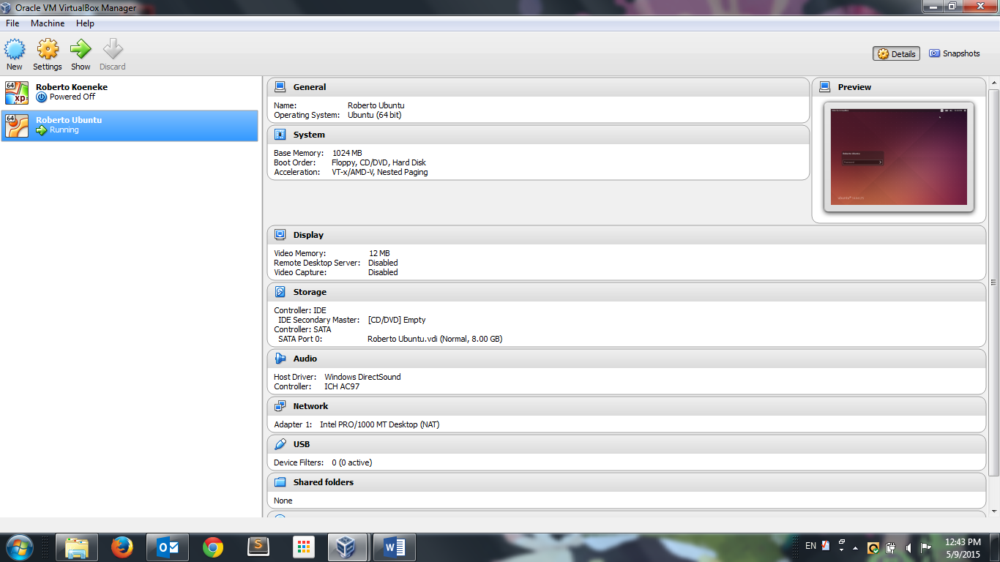 Oracle VM VirtualBox Manager
File Machine Help
New Settings Show Discard
Details Snapshots
64
xp
Roberto Koeneke
Powered Off
64
Roberto Ubuntu
Running
General
Name: Roberto Ubuntu
Operating System: Ubuntu (64 bit)
System
Base Memory: 1024 MB
Boot Order: Floppy, CD/DVD, Hard Disk
Acceleration: VT-x/AMD-V, Nested Paging
Preview
Roberto Ubuntu
Display
Video Memory: 12 MB
Remote Desktop Server: Disabled
Video Capture: Disabled
Storage
Controller: IDE
IDE Secondary Master: [CD/DVD] Empty
Controller: SATA
SATA Port 0: Roberto Ubuntu.vdi (Normal, 8.00 GB)
Audio
Host Driver: Windows DirectSound
Controller: ICH AC97
Network
Adapter 1: Intel PRO/1000 MT Desktop (NAT)
USB
Device Filters: 0 (0 active)
Shared folders
None
EN
12:43 PM
5/9/2015